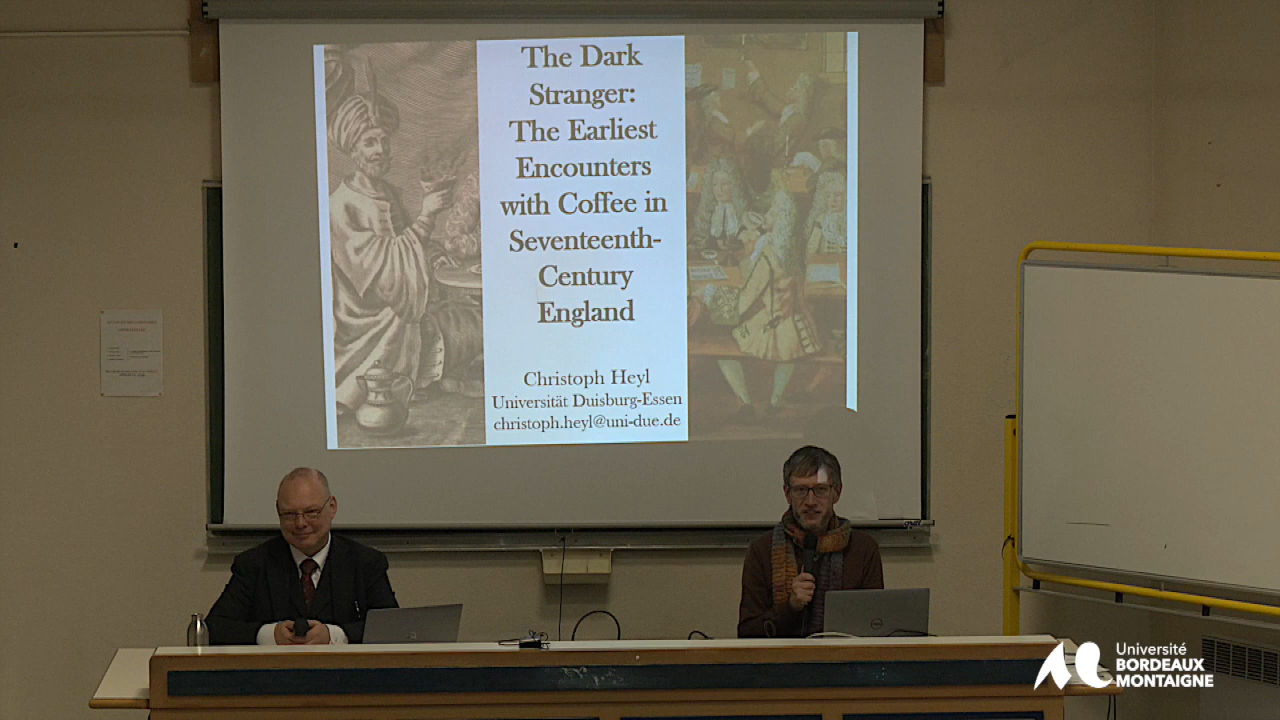 The Dark
Stranger:
The Earliest
Encounters
with Coffee in
Seventeenth-
Century
England
Christoph Heyl
Universität Duisburg-Essen
christoph.heyl@uni-due.de
DELL
Université
BORDEAUX
MONTAIGNE